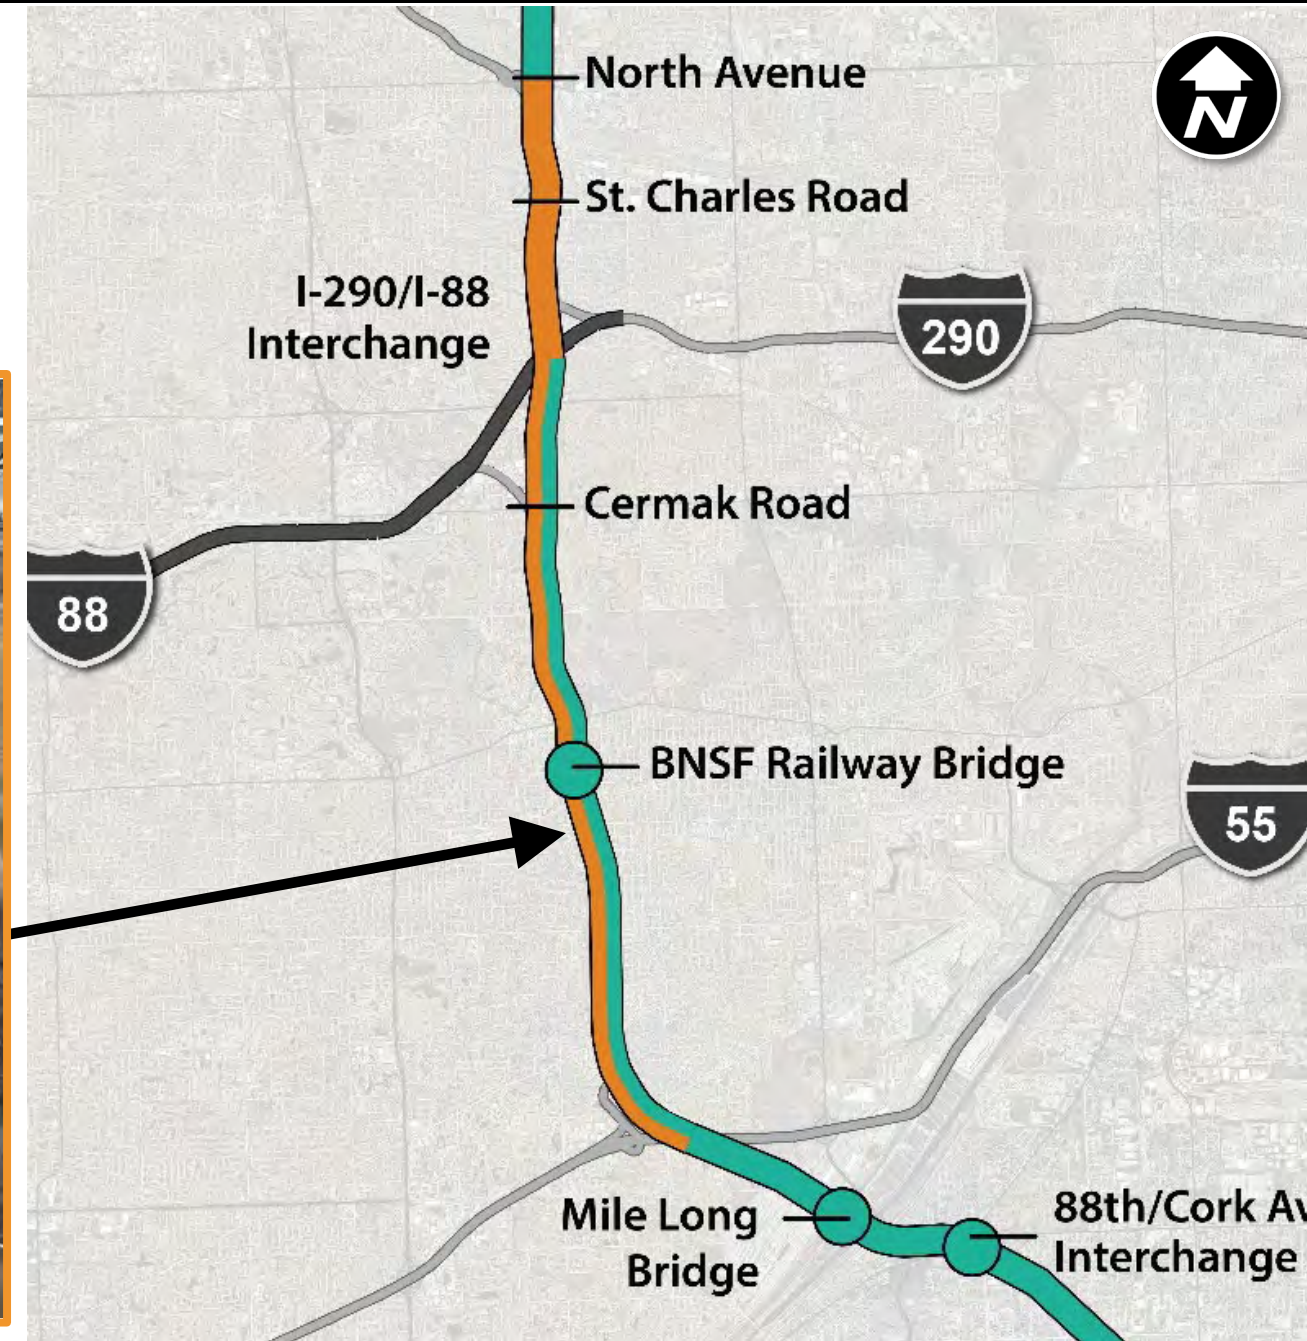 North Avenue
N
St. Charles Road
I-290/I-88
Interchange
290
Cermak Road
88
BNSF Railway Bridge
55
Mile Long
Bridge
88th/Cork Av
Interchange